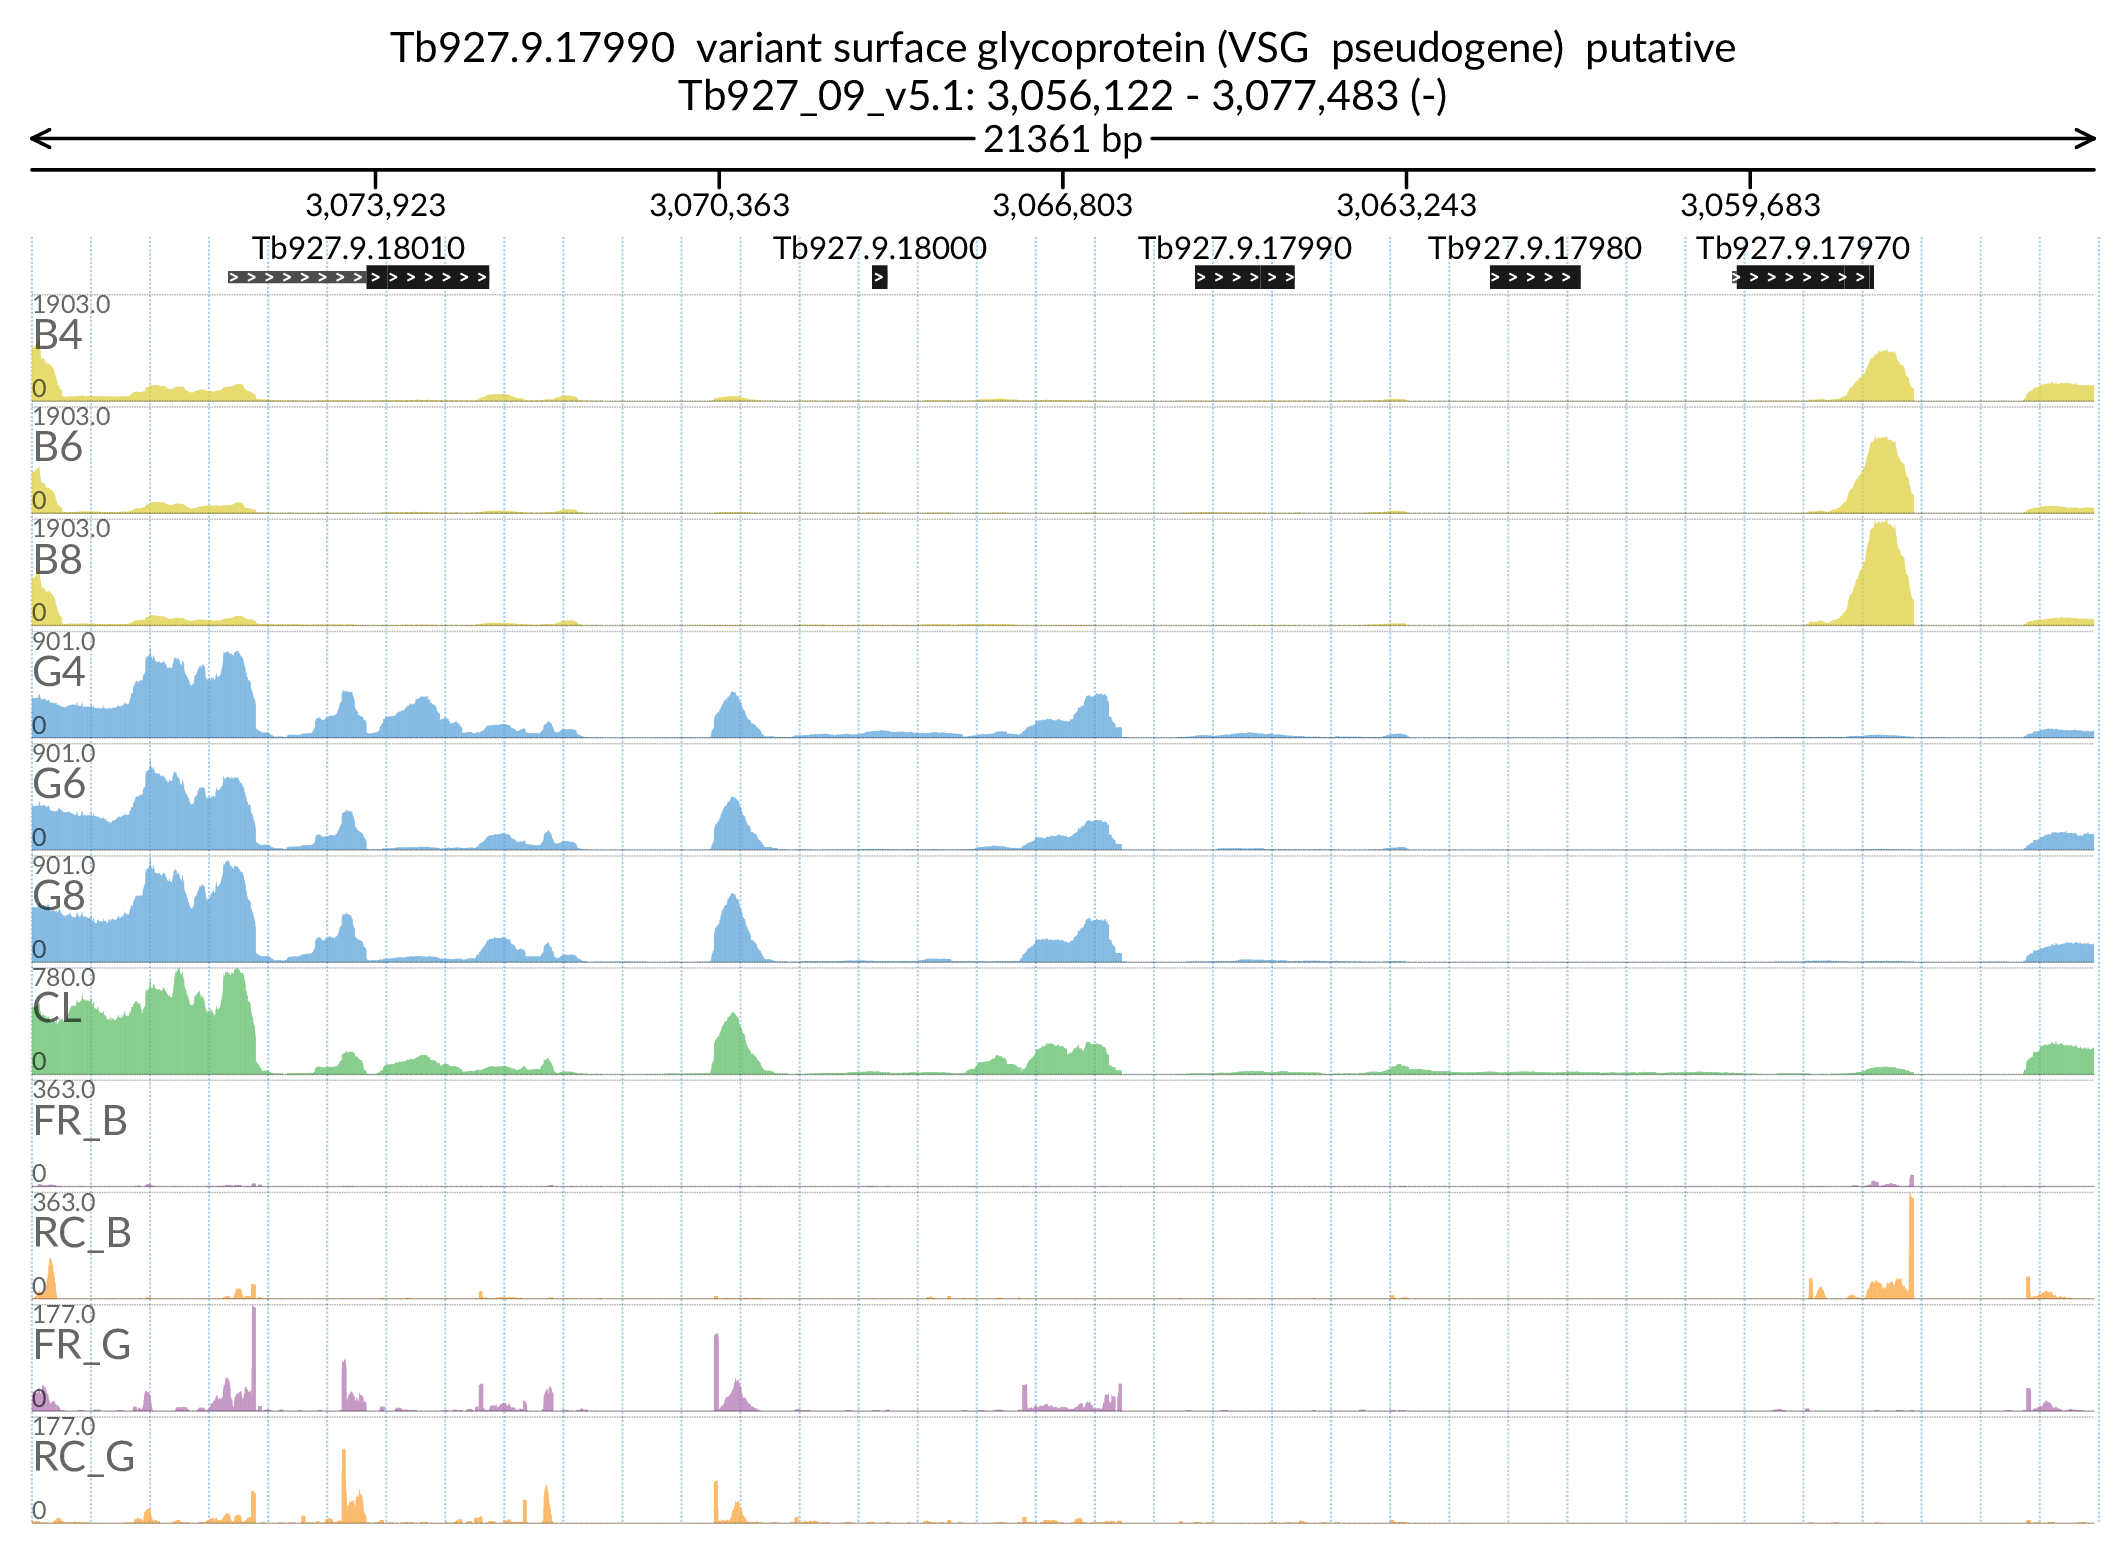 Tb927.9.17990 variant surface glycoprotein (VSG pseudogene) putative
Tb927_09_v5.1: 3,056,122 - 3,077,483 (-)
21361 bp
3,073,923 3,070,363 3,066,803 3,063,243 3,059,683
Tb927.9.18010 Tb927.9.18000 Tb927.9.17990 Tb927.9.17980 Tb927.9.17970
1903.0
B4
0
1903.0
B6
0
1903.0
B8
0
901.0
G4
0
901.0
G6
0
901.0
G8
0
780.0
CL
0
363.0
FR_B
0
363.0
RC_B
0
177.0
FR_G
0
177.0
RC_G
0